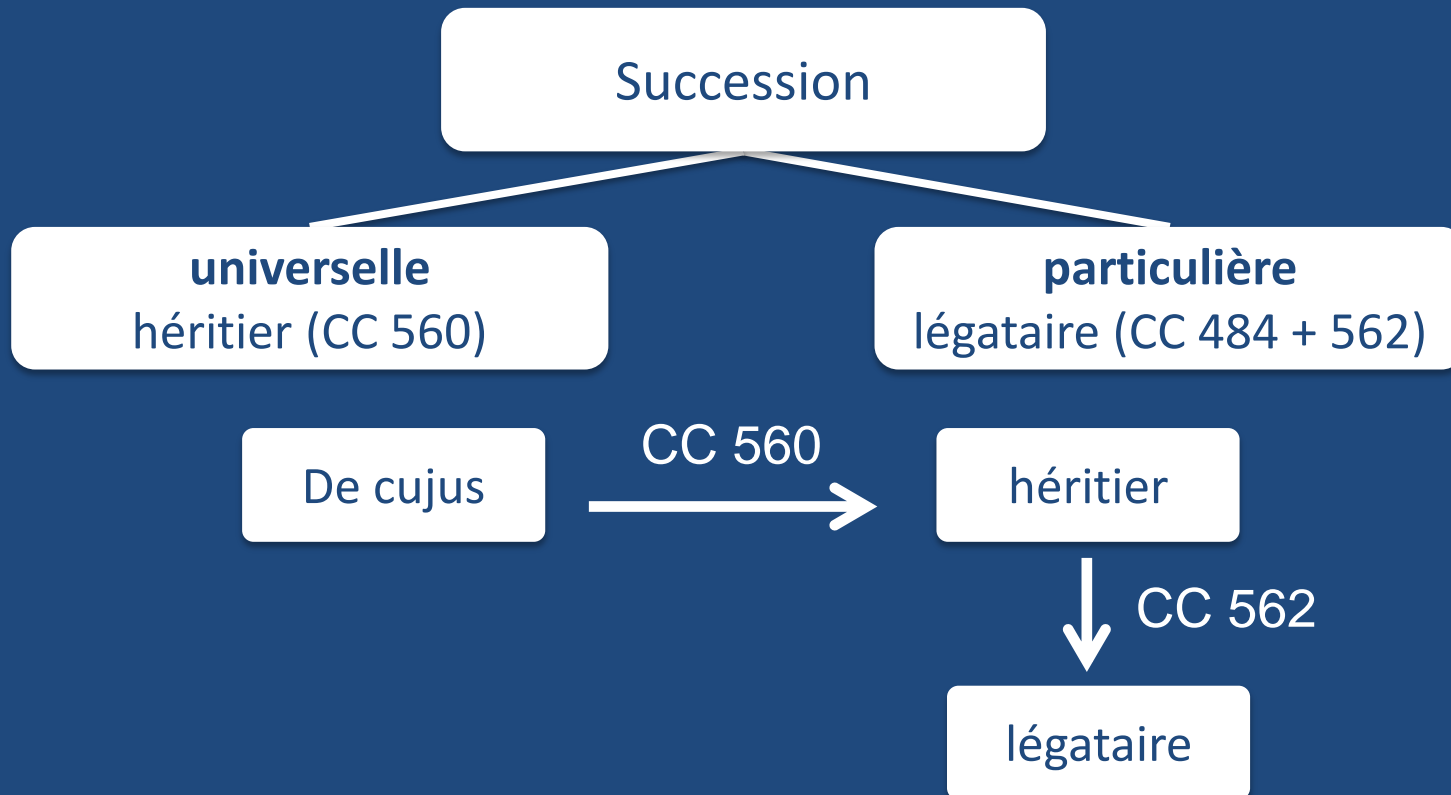 Succession
universelle
héritier (CC 560)
particulière
légataire (CC 484 + 562)
De cujus
CC 560
héritier
CC 562
légataire